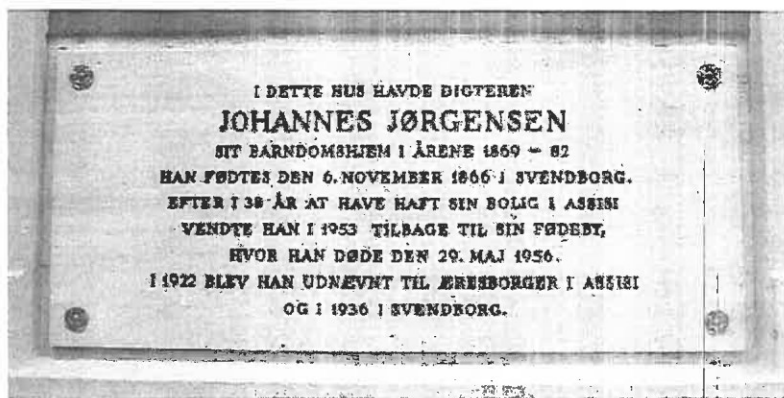 I DETTE HUS HAVDE DIGTEREN
JOHANNES JØRGENSEN
SIT BARNDOMSHJEM I ÅRENE 1869 – 82
HAN FØDTES DEN 6. NOVEMBER 1866 I SVENDBORG.
EFTER I 38 ÅR AT HAVE HAFT SIN BOLIG I ASSISI
VENDTE HAN I 1953 TILBAGE TIL SIN FØDEBY,
HVOR HAN DØDE DEN 29. MAJ 1956.
I 1922 BLEV HAN UDNÆVNT TIL ÆRESBORGER I ASSISI
OG I 1936 I SVENDBORG.